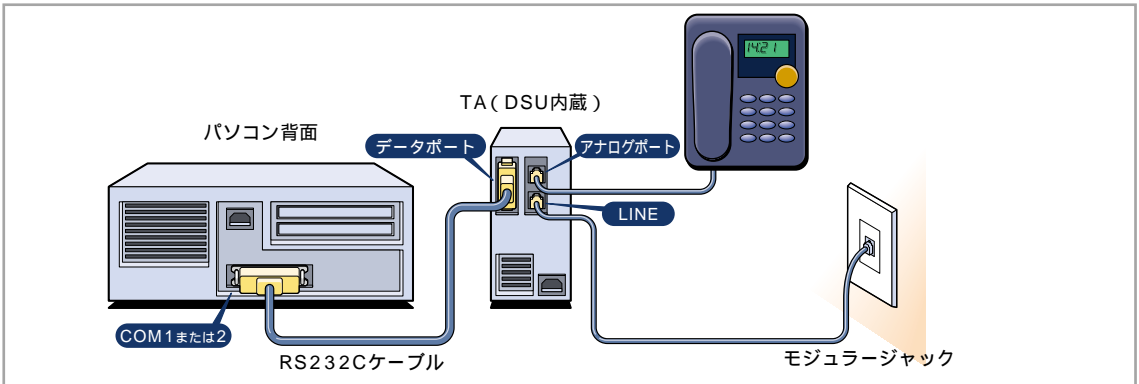 14:21
TA(DSU内蔵)
パソコン背面
データポート
アナログポート
LINE
COM1または2
RS232Cケーブル
モジュラージャック